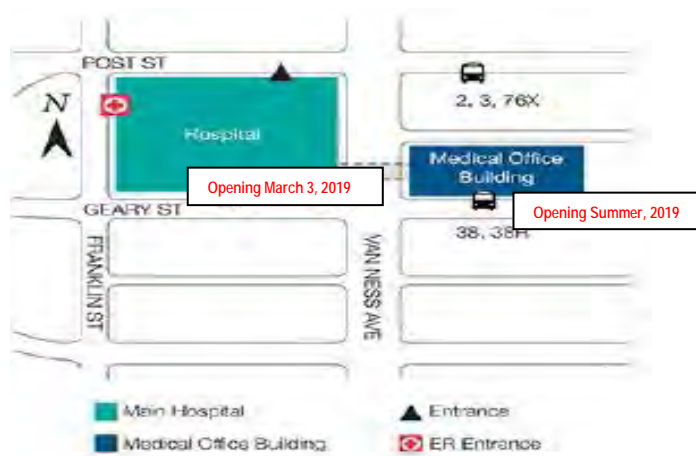 POST ST
N
2, 3, 76X
Hospital
Medical Office
Building
Opening March 3, 2019
GEARY ST
Opening Summer, 2019
38, 38R
FRANKLIN ST
VAN NESS AVE
Main Hospital
Entrance
Medical Office Building
ER Entrance